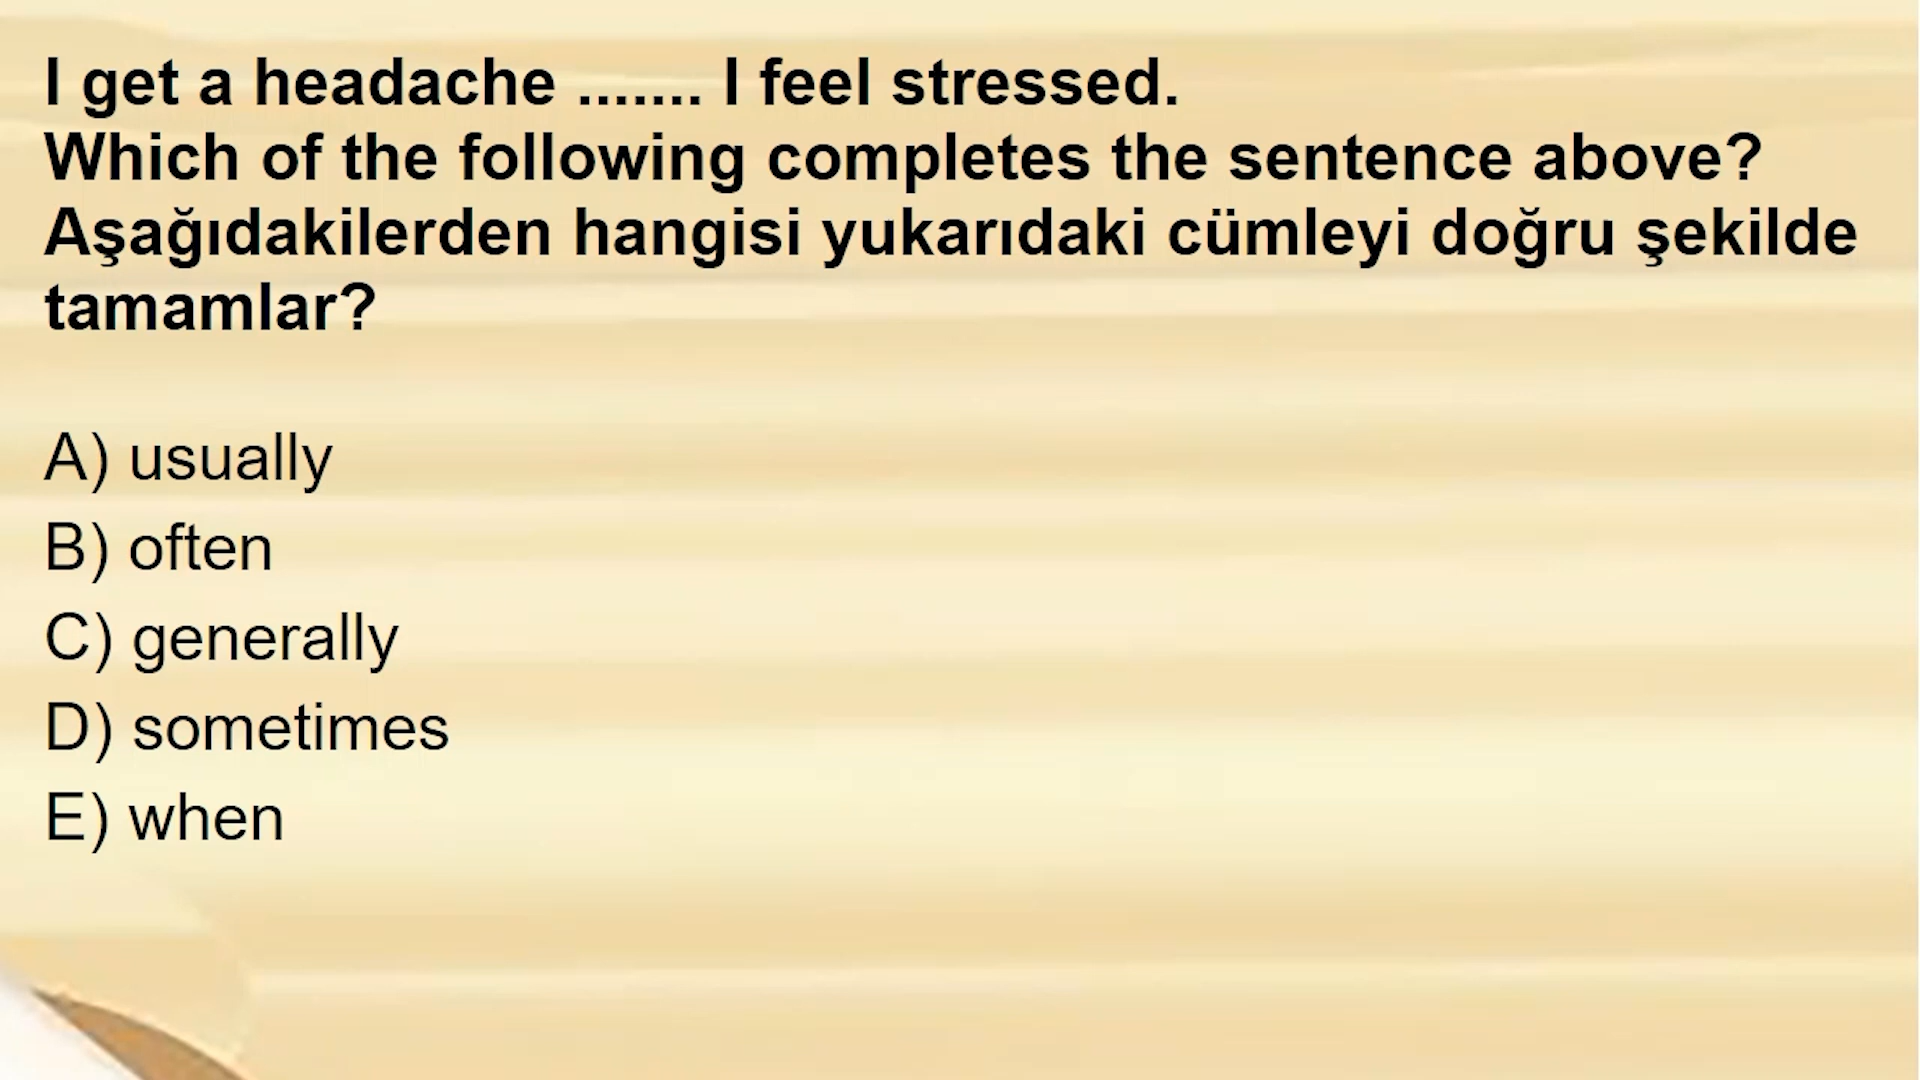 I get a headache ....... I feel stressed.
Which of the following completes the sentence above?
Aşağıdakilerden hangisi yukarıdaki cümleyi doğru şekilde
tamamlar?
A) usually
B) often
C) generally
D) sometimes
E) when